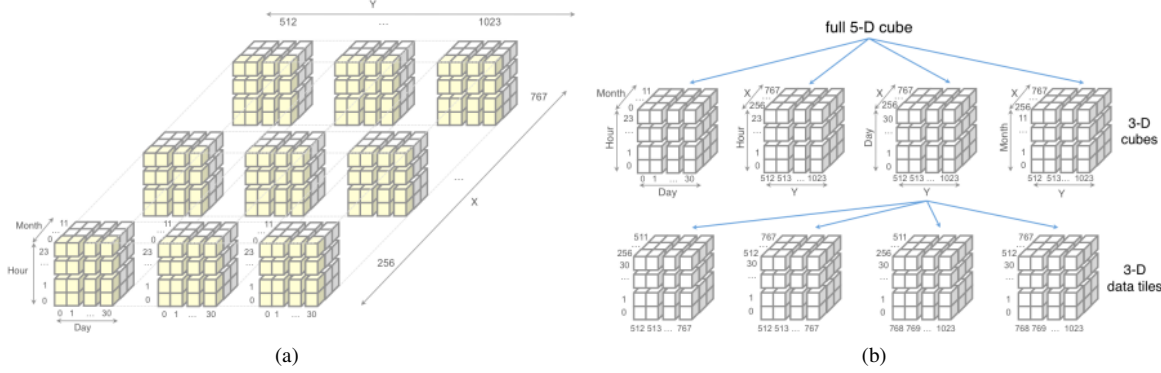 Y
512 ... 1023
767
...
X
256
Month
11
...
0
11
...
0
11
...
0
Hour
23
...
1
0
23
...
1
0
23
...
1
0
0 1 ... 30
0 1 ... 30
0 1 ... 30
Day
(a)
full 5-D cube
Month
11
...
0
Hour
23
...
1
0
0 1 ... 30
Day
X
767
...
256
Hour
23
...
1
0
512 513 ... 1023
Y
X
767
...
256
Day
30
...
1
0
512 513 ... 1023
Y
X
767
...
256
Month
11
...
1
0
512 513... 1023
Y
3-D
cubes
511
...
256
30
...
1
0
512 513 ... 767
767
...
512
30
...
1
0
512 513 ... 767
511
...
256
30
...
1
0
768 769 ... 1023
767
...
512
30
...
1
0
768 769 ... 1023
3-D
data tiles
(b)